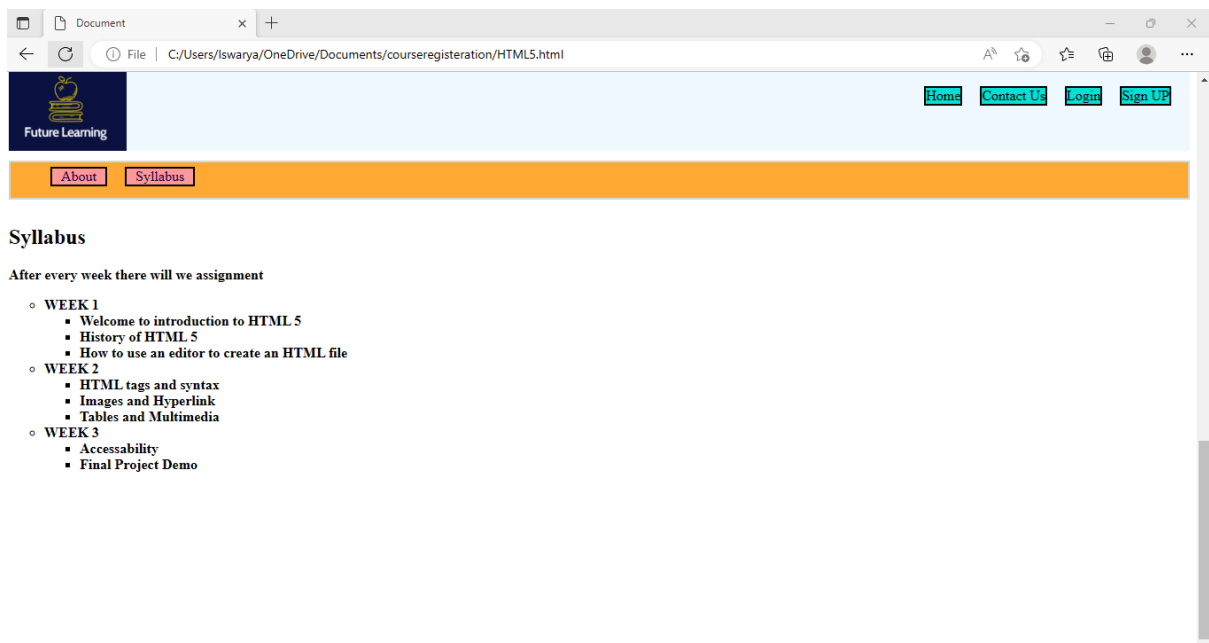 Document
File | C:/Users/Iswarya/OneDrive/Documents/courseregisteration/HTML5.html
Future Learning
Home Contact Us Login Sign UP
About Syllabus
Syllabus
After every week there will we assignment
WEEK 1
Welcome to introduction to HTML 5
History of HTML 5
How to use an editor to create an HTML file
WEEK 2
HTML tags and syntax
Images and Hyperlink
Tables and Multimedia
WEEK 3
Accessability
Final Project Demo